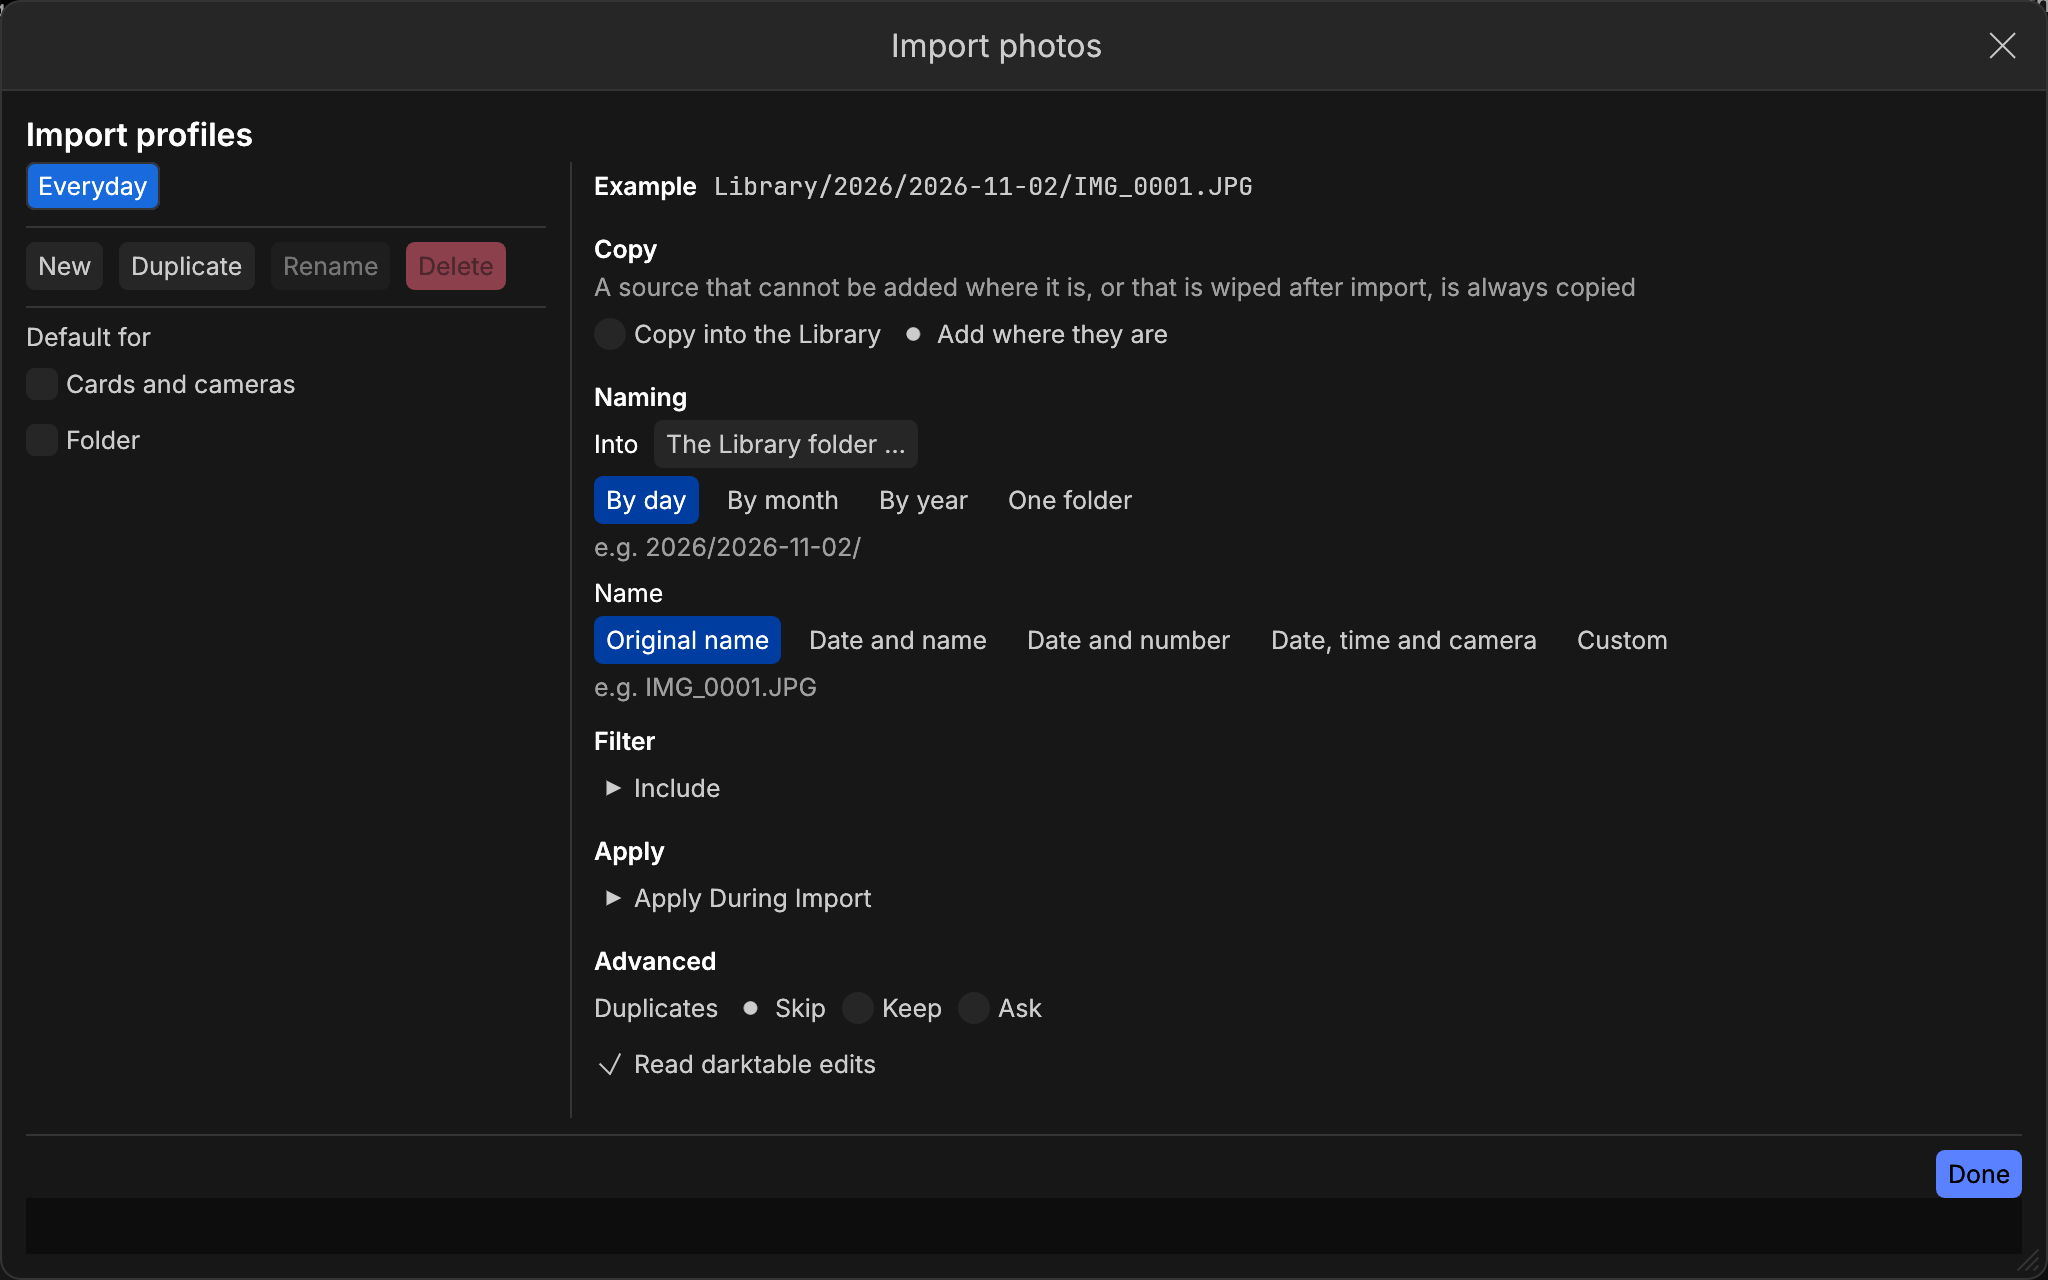 Import photos
Import profiles
Everyday
New Duplicate Rename Delete
Default for
Cards and cameras
Folder
Example Library/2026/2026-11-02/IMG_0001.JPG
Copy
A source that cannot be added where it is, or that is wiped after import, is always copied
Copy into the Library Add where they are
Naming
Into The Library folder ...
By day By month By year One folder
e.g. 2026/2026-11-02/
Name
Original name Date and name Date and number Date, time and camera Custom
e.g. IMG_0001.JPG
Filter
Include
Apply
Apply During Import
Advanced
Duplicates Skip Keep Ask
Read darktable edits
Done